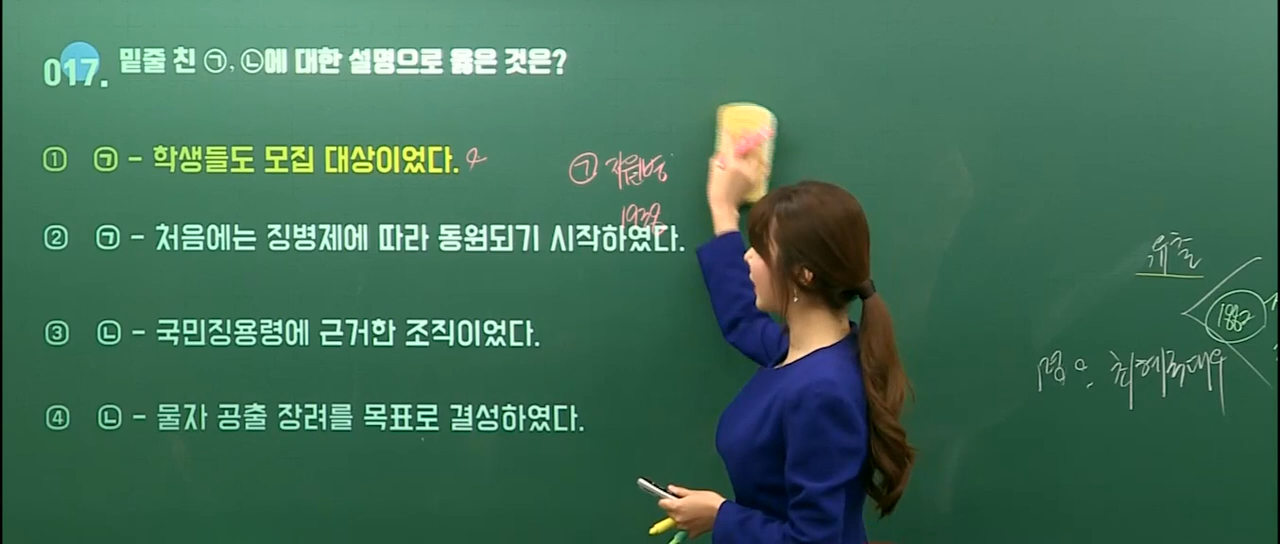 017. 밑줄 친 ㉠, ㉡에 대한 설명으로 옳은 것은?
① ㉠ - 학생들도 모집 대상이었다.
② ㉠ - 처음에는 징병제에 따라 동원되기 시작하였다.
③ ㉡ - 국민징용령에 근거한 조직이었다.
④ ㉡ - 물자 공출 장려를 목표로 결성하였다.
㉠ 지원병
1938
유출
1882